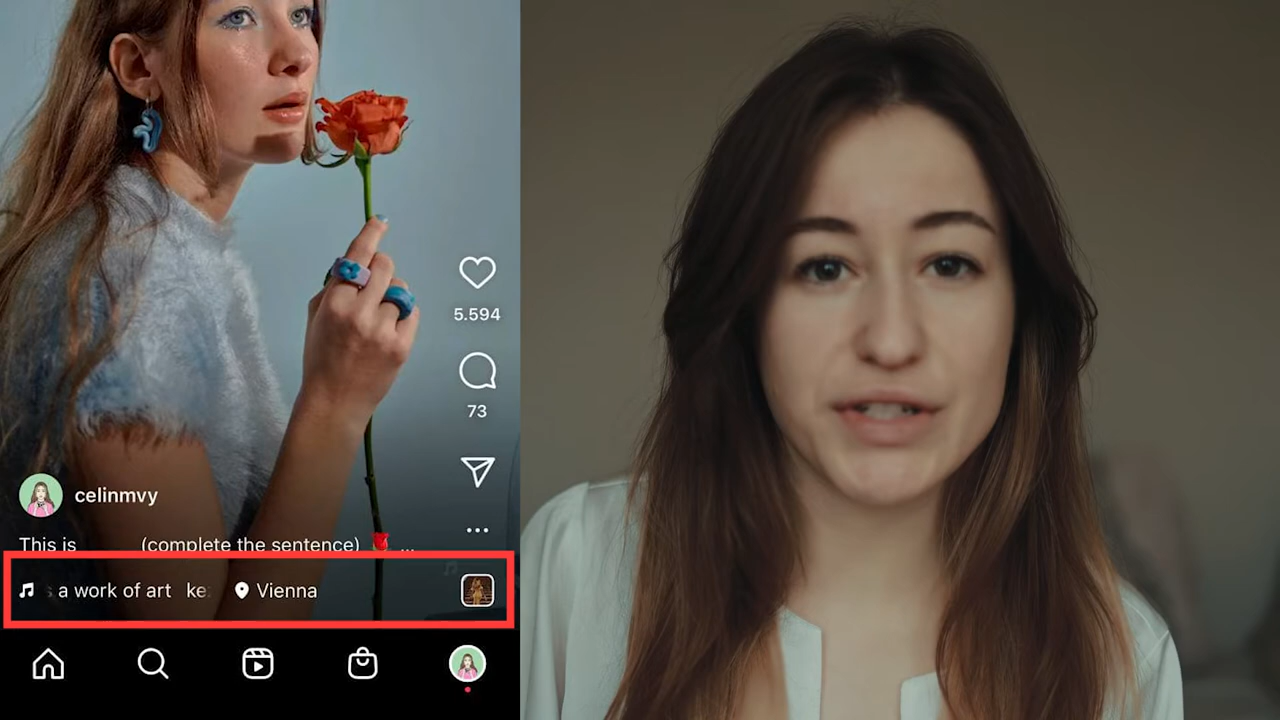 5.594
73
celinmvy
This is (complete the sentence) ...
a work of art Vienna